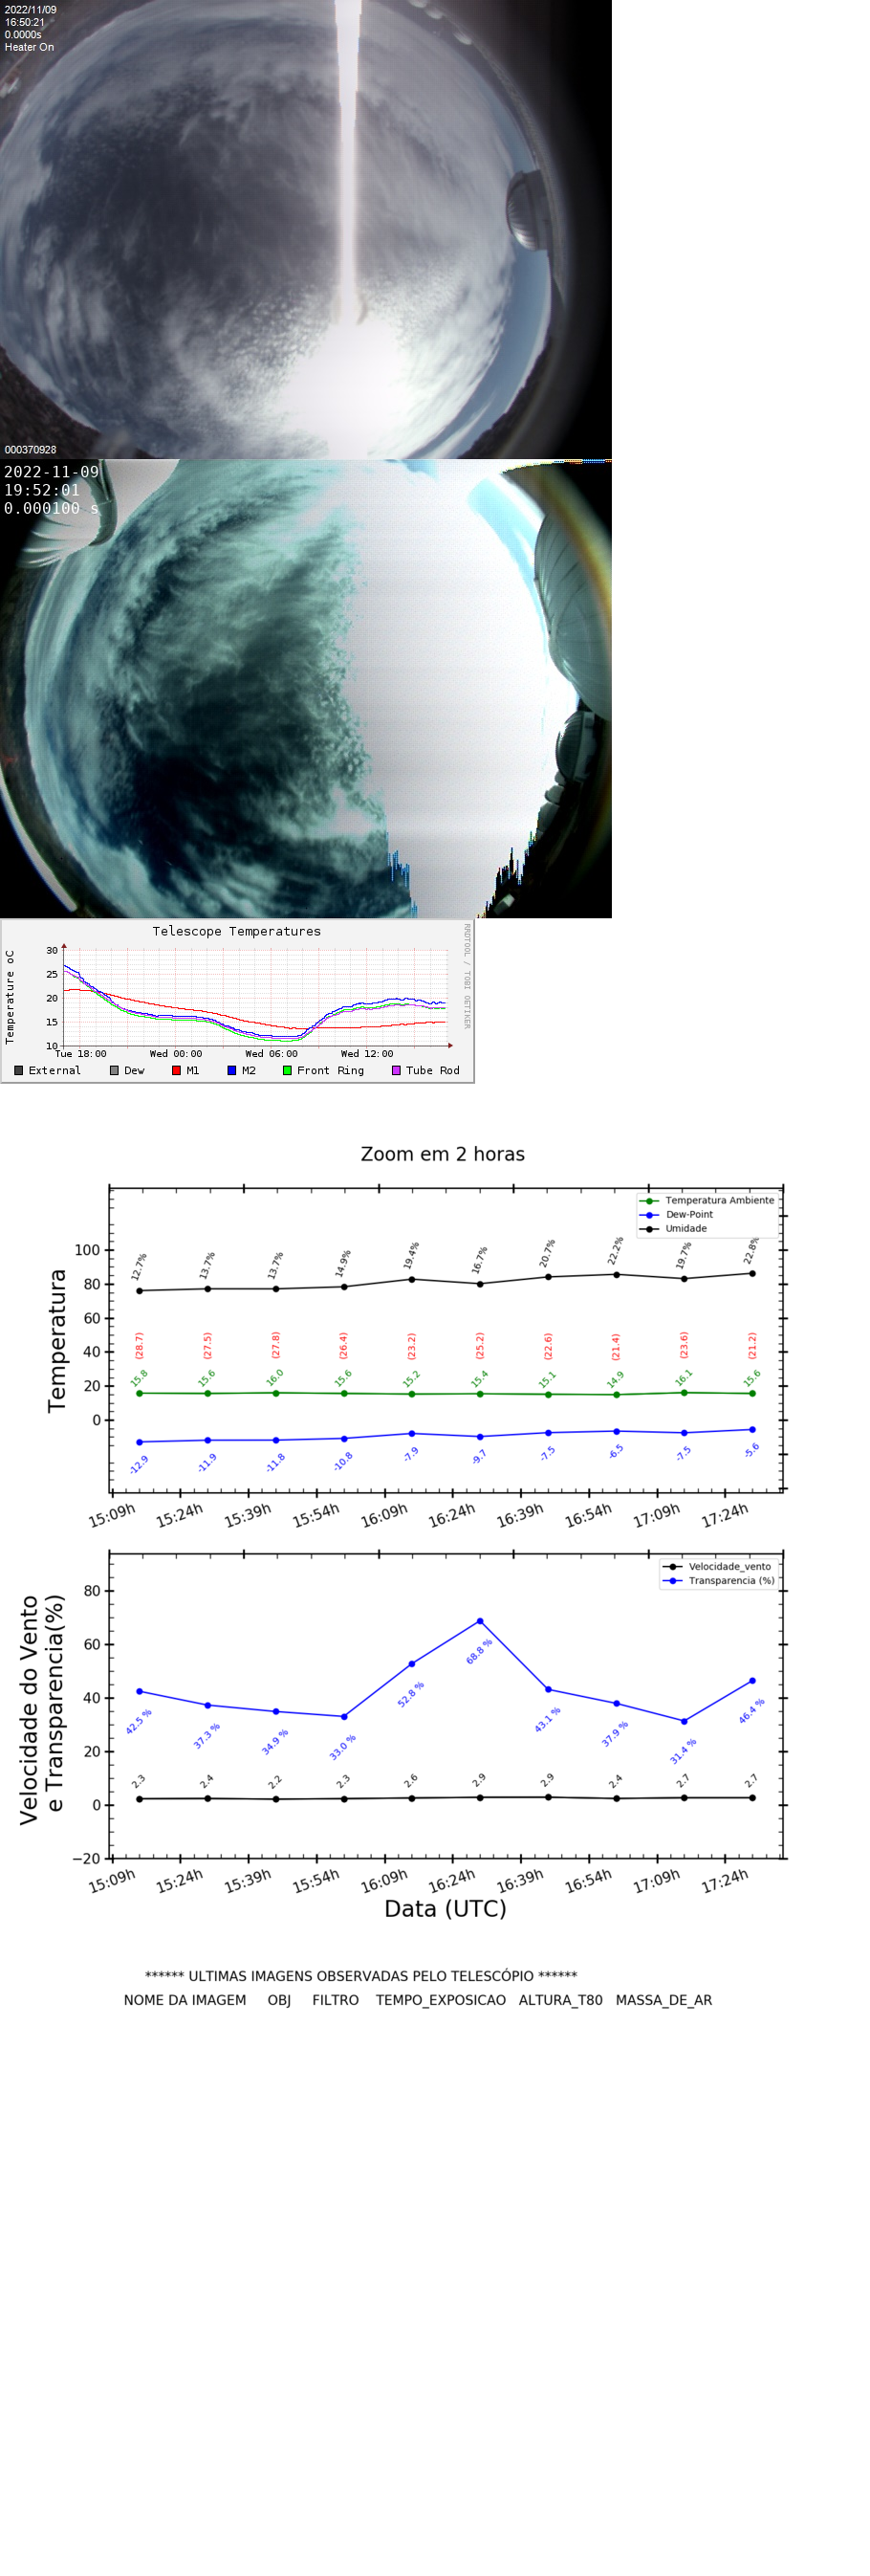 2022/11/09
16:50:21
0.0000s
Heater On
000370928
2022-11-09
19:52:01
0.000100 s
Telescope Temperatures
RRDTOOL / TOBI OETIKER
Temperature oC
30
25
20
15
10
Tue 18:00 Wed 00:00 Wed 06:00 Wed 12:00
External Dew M1 M2 Front Ring Tube Rod
Zoom em 2 horas
Temperatura Ambiente
Dew-Point
Umidade
Temperatura
100
80
60
40
20
0
12.7% 13.7% 13.7% 14.9% 19.4% 16.7% 20.7% 22.2% 19.7% 22.8%
(28.7) (27.5) (27.8) (26.4) (23.2) (25.2) (22.6) (21.4) (23.6) (21.2)
15.8 15.6 16.0 15.6 15.2 15.4 15.1 14.9 16.1 15.6
-12.9 -11.9 -11.8 -10.8 -7.9 -9.7 -7.5 -6.5 -7.5 -5.6
15:09h 15:24h 15:39h 15:54h 16:09h 16:24h 16:39h 16:54h 17:09h 17:24h
Velocidade_vento
Transparencia (%)
Velocidade do Vento
e Transparencia(%)
80
60
40
20
0
−20
42.5 % 37.3 % 34.9 % 33.0 % 52.8 % 68.8 % 43.1 % 37.9 % 31.4 % 46.4 %
2.3 2.4 2.2 2.3 2.6 2.9 2.9 2.4 2.7 2.7
15:09h 15:24h 15:39h 15:54h 16:09h 16:24h 16:39h 16:54h 17:09h 17:24h
Data (UTC)
****** ULTIMAS IMAGENS OBSERVADAS PELO TELESCÓPIO ******
NOME DA IMAGEM OBJ FILTRO TEMPO_EXPOSICAO ALTURA_T80 MASSA_DE_AR